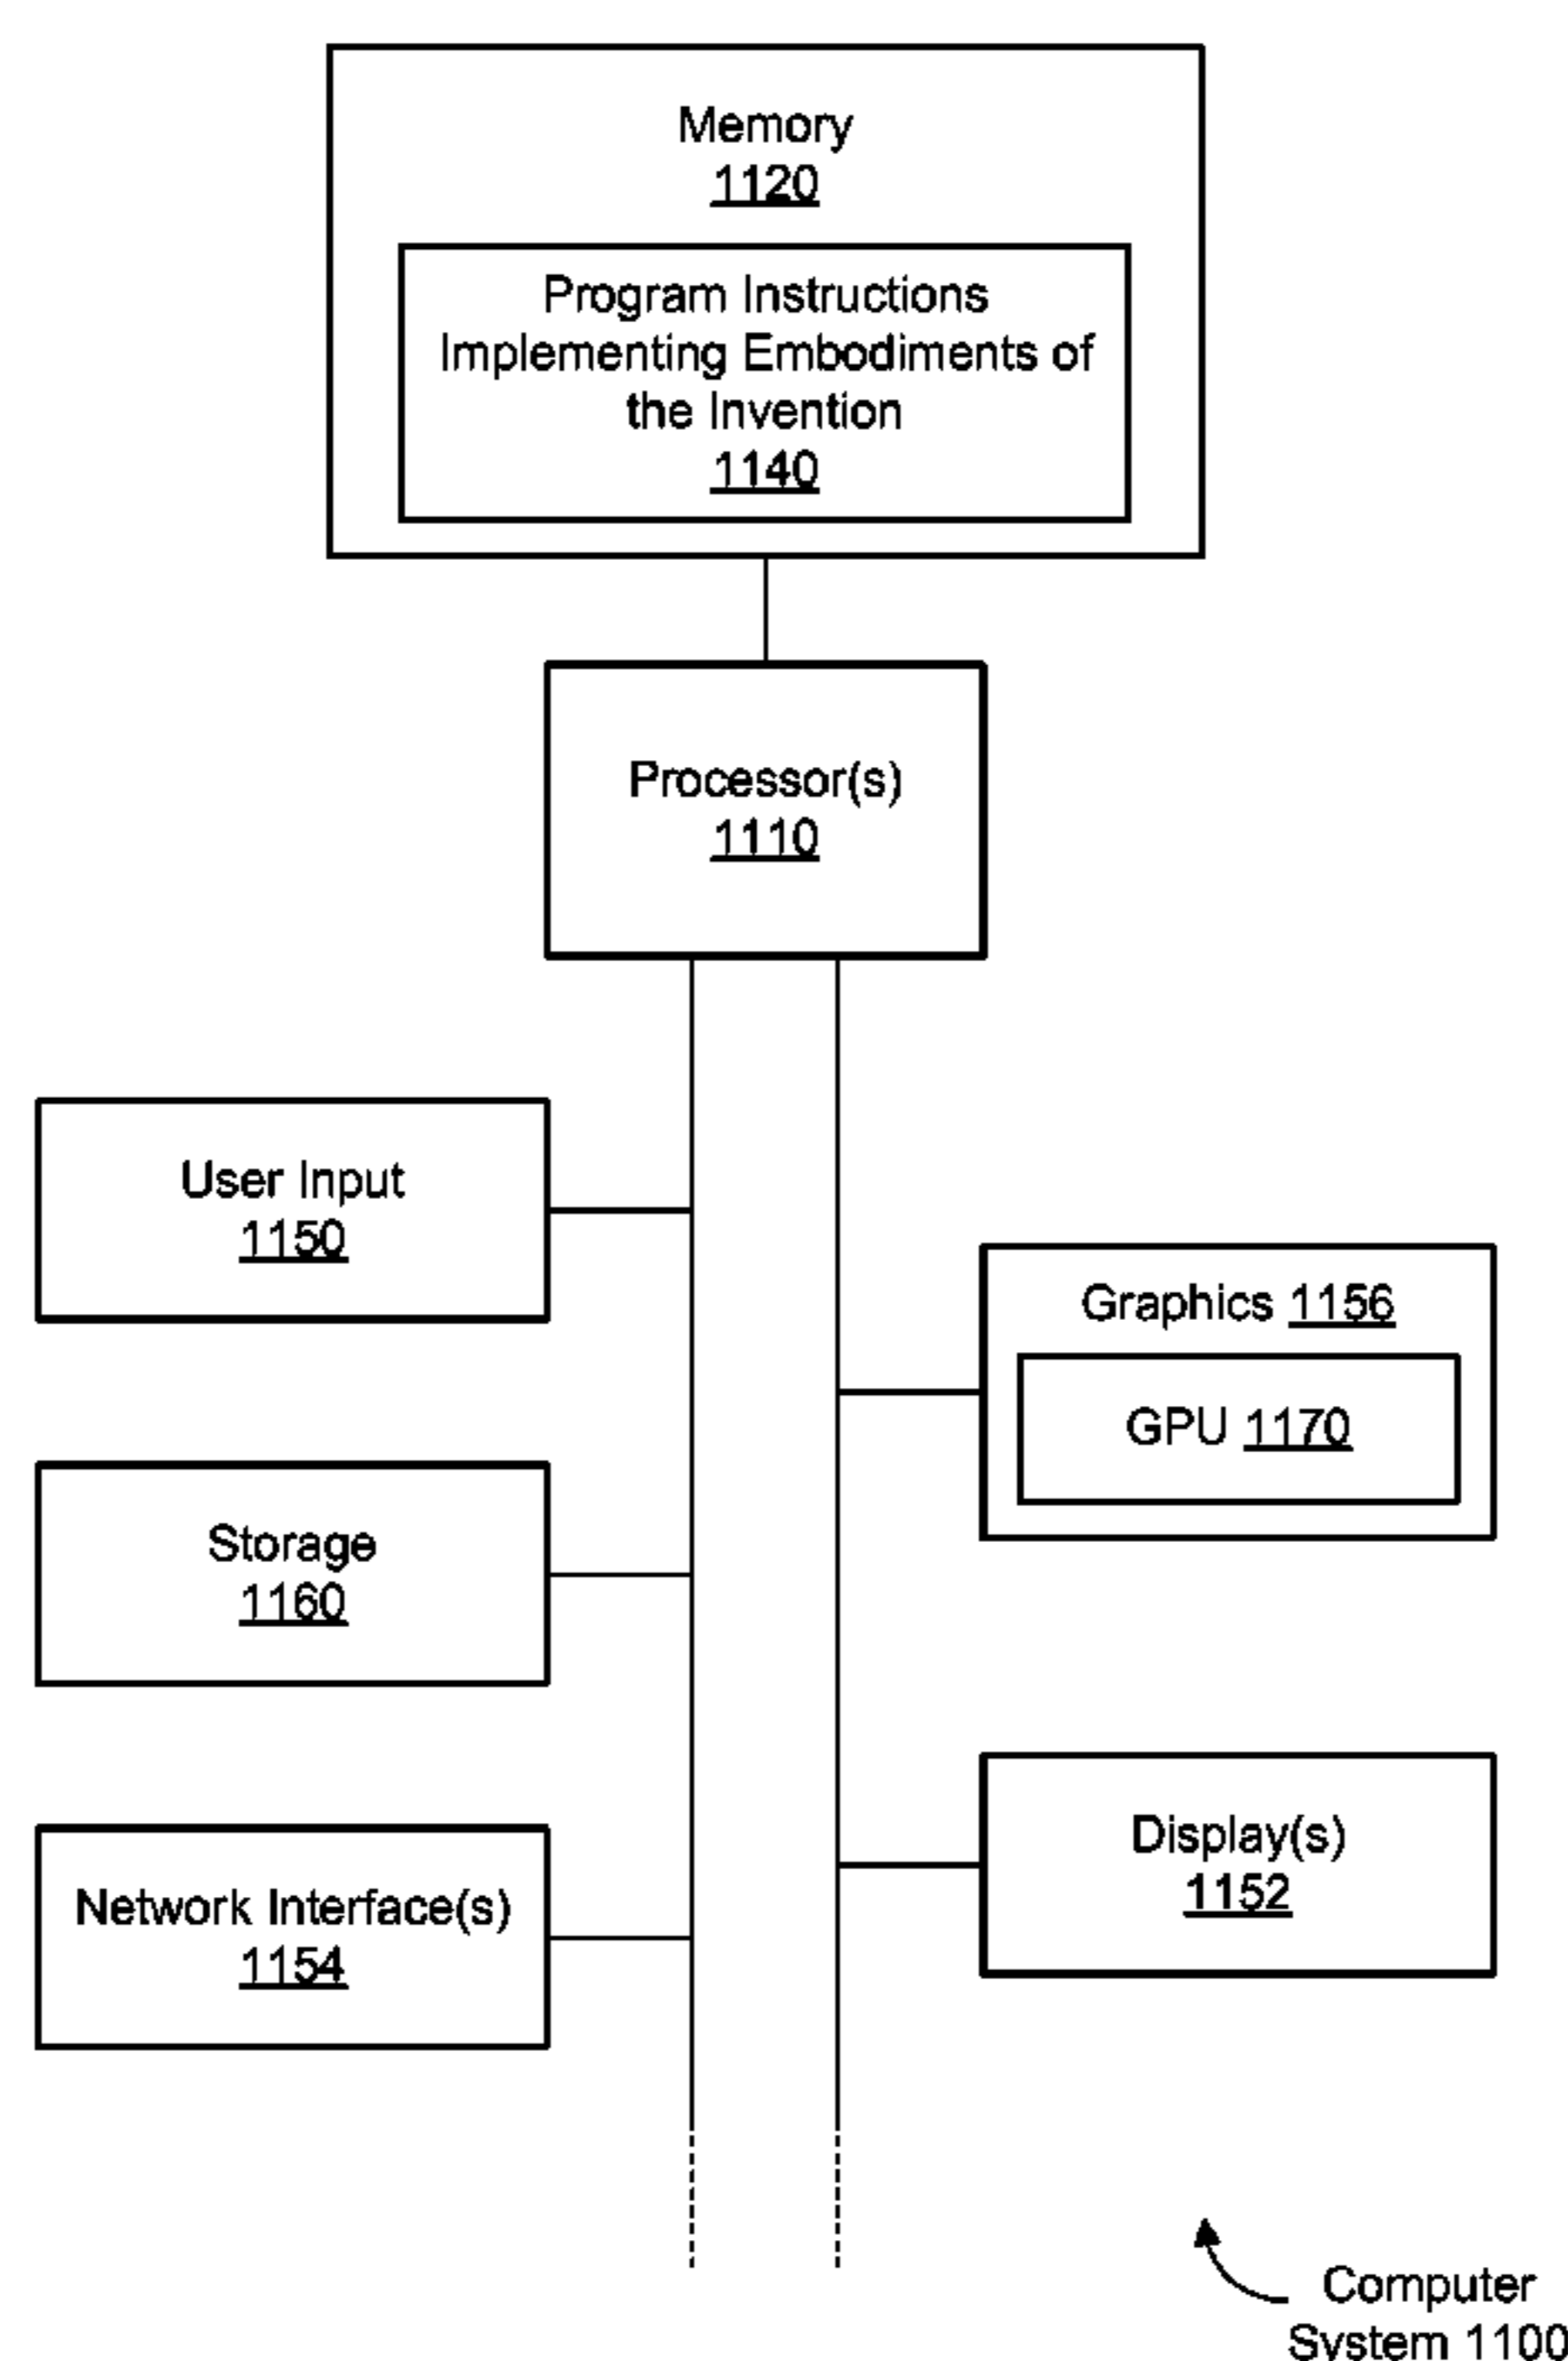 Memory
1120
Program Instructions
Implementing Embodiments of
the Invention
1140
Processor(s)
1110
User Input
1150
Graphics 1156
GPU 1170
Storage
1160
Display(s)
1152
Network Interface(s)
1154
Computer
System 1100